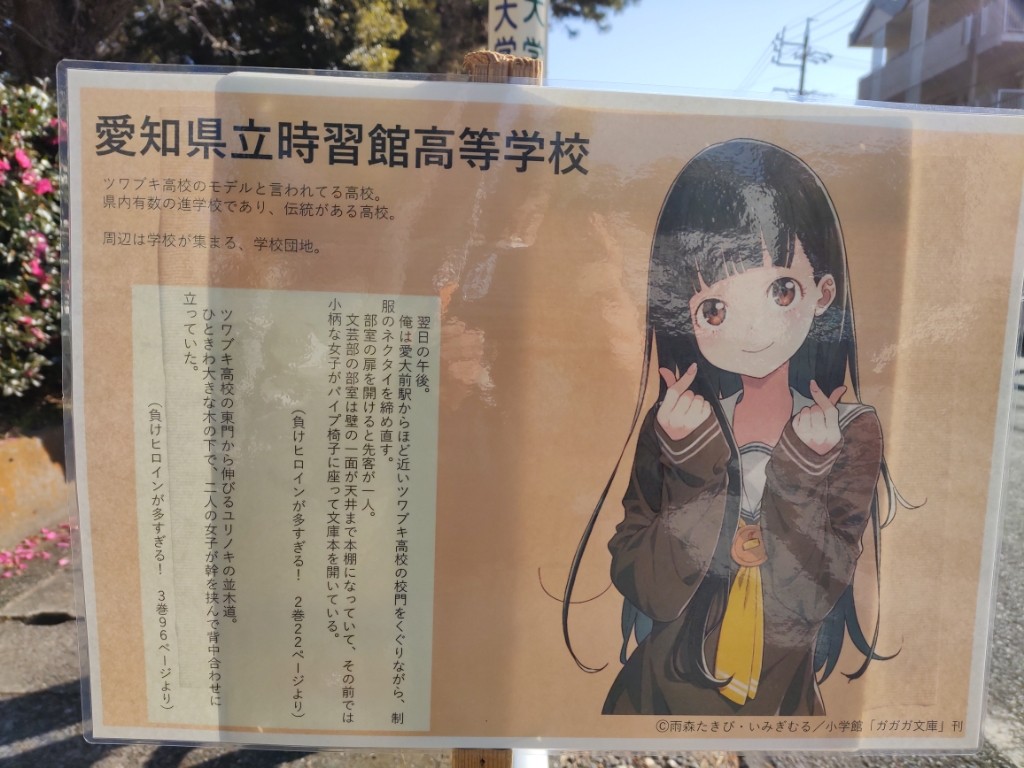 大学
大学
愛知県立時習館高等学校
ツワブキ高校のモデルと言われてる高校。
県内有数の進学校であり、伝統がある高校。
周辺は学校が集まる、学校団地。
翌日の午後。
俺は愛大前駅からほど近いツワブキ高校の校門をくぐりながら、制
服のネクタイを締め直す。
部室の扉を開けると先客が一人。
文芸部の部室は壁の一面が天井まで本棚になっていて、その前では
小柄な女子がパイプ椅子に座って文庫本を開いている。
(負けヒロインが多すぎる！　2巻22ページより)
ツワブキ高校の東門から伸びるユリノキの並木道。
ひときわ大きな木の下で、二人の女子が幹を挟んで背中合わせに
立っていた。
(負けヒロインが多すぎる！　3巻96ページより)
©雨森たきび・いみぎむる／小学館「ガガガ文庫」刊